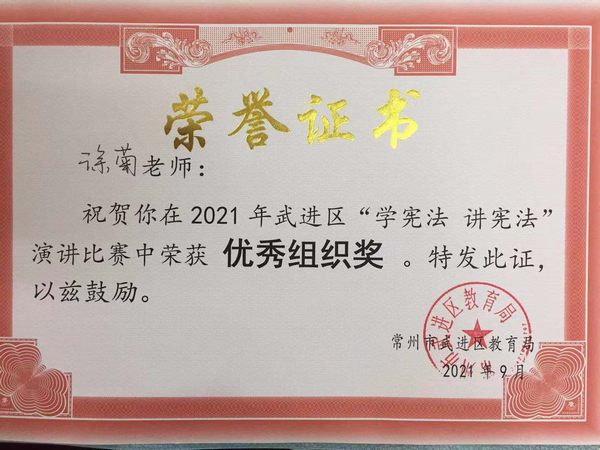 荣誉证书
徐菊老师：
祝贺你在2021年武进区“学宪法 讲宪法”
演讲比赛中荣获 优秀组织奖 。特发此证，
以兹鼓励。
常州市武进区教育局
2021年9月